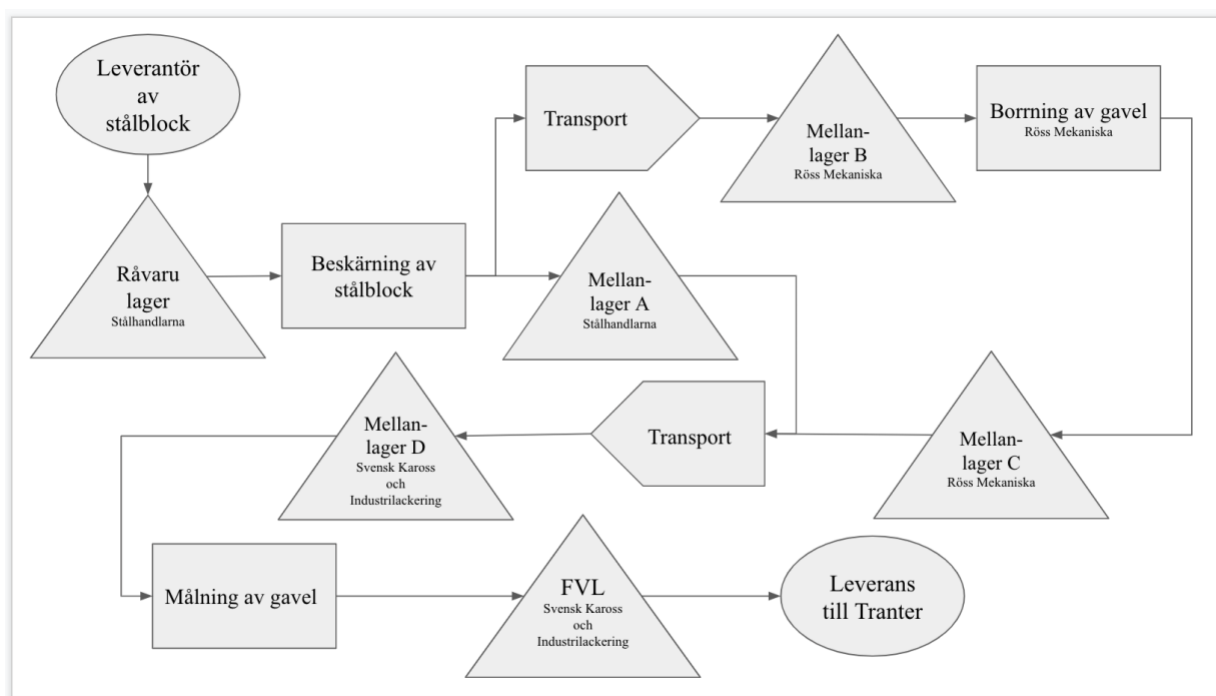 Leverantör
av
stålblock
Transport
Mellan-
lager B
Röss Mekaniska
Borrning av gavel
Röss Mekaniska
Råvaru
lager
Stålhandlarna
Beskärning av
stålblock
Mellan-
lager A
Stålhandlarna
Mellan-
lager D
Svensk Kaross
och
Industrilackering
Transport
Mellan-
lager C
Röss Mekaniska
Målning av gavel
FVL
Svensk Kaross
och
Industrilackering
Leverans
till Tranter